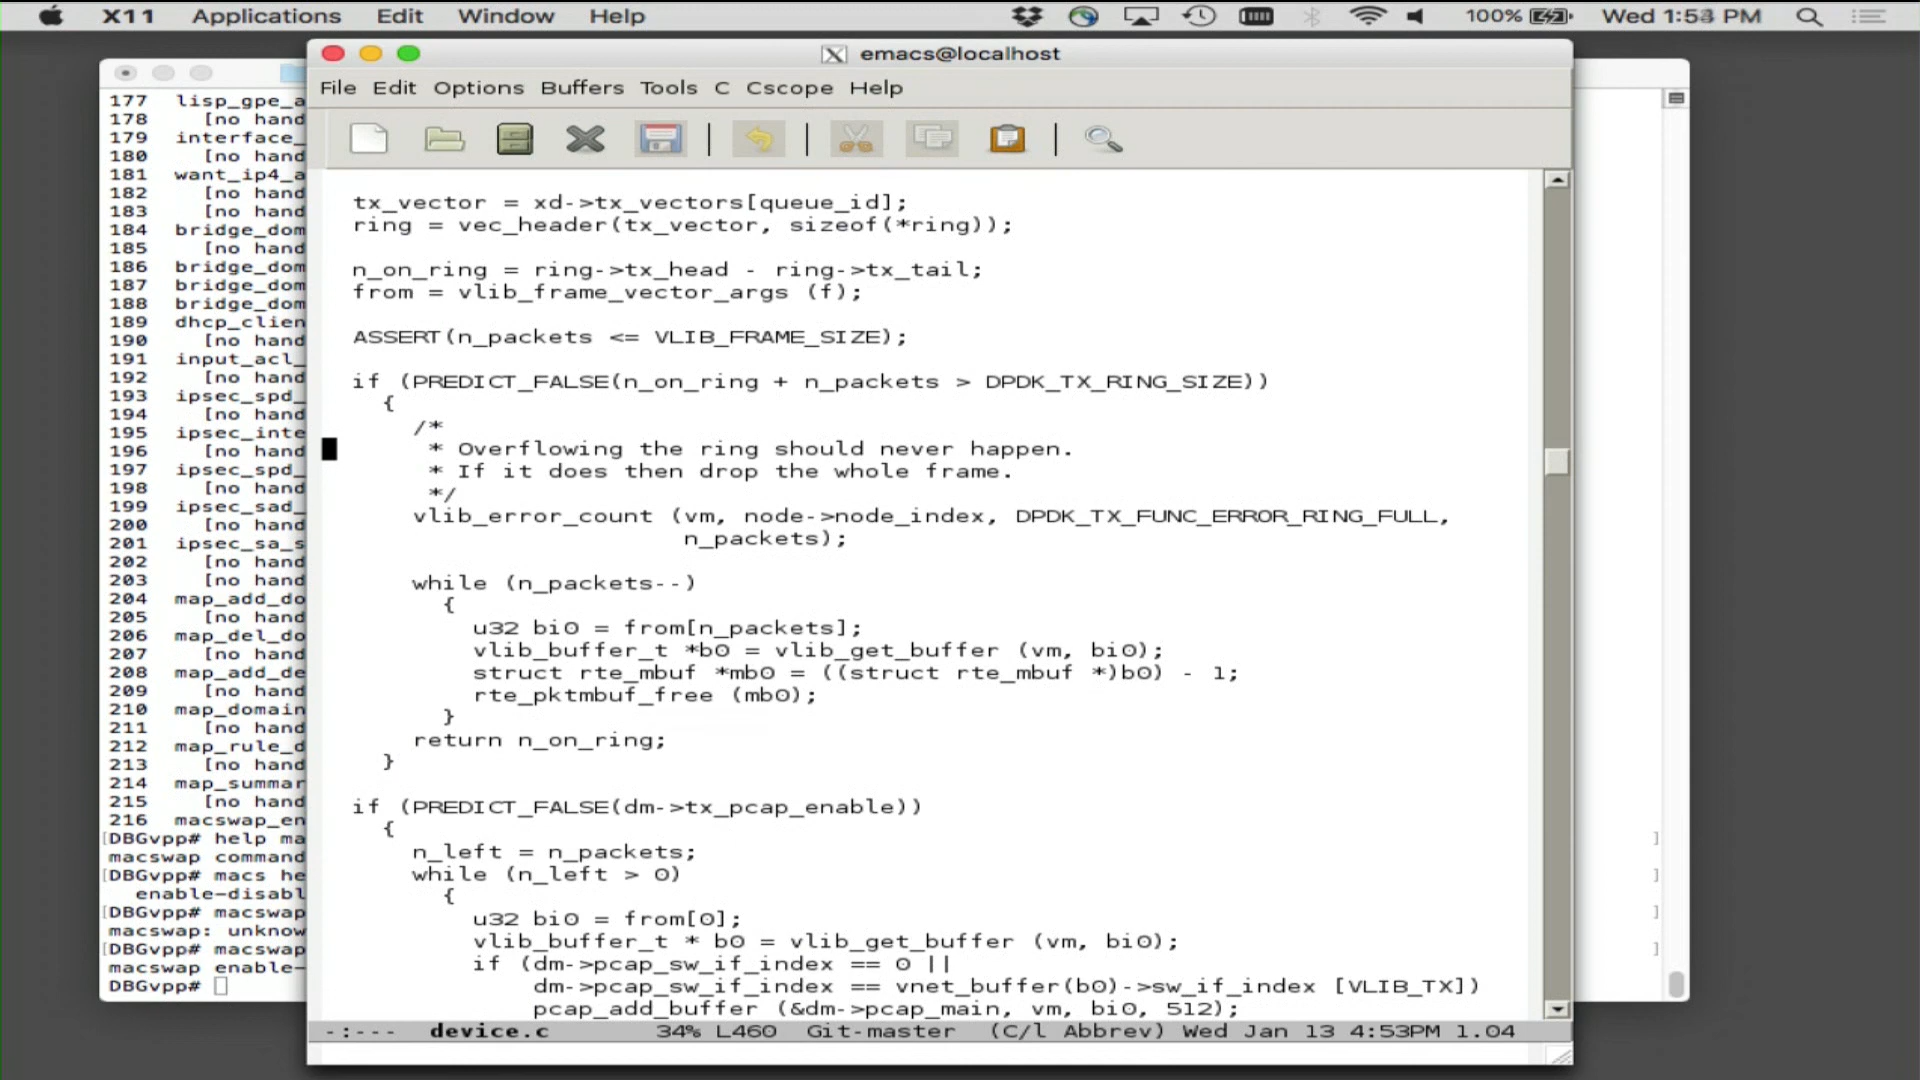 X11 Applications Edit Window Help
100% Wed 1:53 PM
emacs@localhost
File Edit Options Buffers Tools C Cscope Help
tx_vector = xd->tx_vectors[queue_id];
ring = vec_header(tx_vector, sizeof(*ring));
n_on_ring = ring->tx_head - ring->tx_tail;
from = vlib_frame_vector_args (f);
ASSERT(n_packets <= VLIB_FRAME_SIZE);
if (PREDICT_FALSE(n_on_ring + n_packets > DPDK_TX_RING_SIZE))
{
/*
* Overflowing the ring should never happen.
* If it does then drop the whole frame.
*/
vlib_error_count (vm, node->node_index, DPDK_TX_FUNC_ERROR_RING_FULL,
n_packets);
while (n_packets--)
{
u32 bi0 = from[n_packets];
vlib_buffer_t *b0 = vlib_get_buffer (vm, bi0);
struct rte_mbuf *mb0 = ((struct rte_mbuf *)b0) - 1;
rte_pktmbuf_free (mb0);
}
return n_on_ring;
}
if (PREDICT_FALSE(dm->tx_pcap_enable))
{
n_left = n_packets;
while (n_left > 0)
{
u32 bi0 = from[0];
vlib_buffer_t * b0 = vlib_get_buffer (vm, bi0);
if (dm->pcap_sw_if_index == 0 ||
dm->pcap_sw_if_index == vnet_buffer(b0)->sw_if_index [VLIB_TX])
pcap_add_buffer (&dm->pcap_main, vm, bi0, 512);
-:--- device.c 34% L460 Git-master (C/l Abbrev) Wed Jan 13 4:53PM 1.04
177 lisp_gpe_a
178 [no hand
179 interface_
180 [no hand
181 want_ip4_a
182 [no hand
183 [no hand
184 bridge_dom
185 [no hand
186 bridge_dom
187 bridge_dom
188 bridge_dom
189 dhcp_clien
190 [no hand
191 input_acl_
192 [no hand
193 ipsec_spd_
194 [no hand
195 ipsec_inte
196 [no hand
197 ipsec_spd_
198 [no hand
199 ipsec_sad_
200 [no hand
201 ipsec_sa_s
202 [no hand
203 [no hand
204 map_add_do
205 [no hand
206 map_del_do
207 [no hand
208 map_add_de
209 [no hand
210 map_domain
211 [no hand
212 map_rule_d
213 [no hand
214 map_summar
215 [no hand
216 macswap_en
[DBGvpp# help ma
macswap command
[DBGvpp# macs he
enable-disabl
[DBGvpp# macswap
macswap: unknow
[DBGvpp# macswap
macswap enable-
DBGvpp#